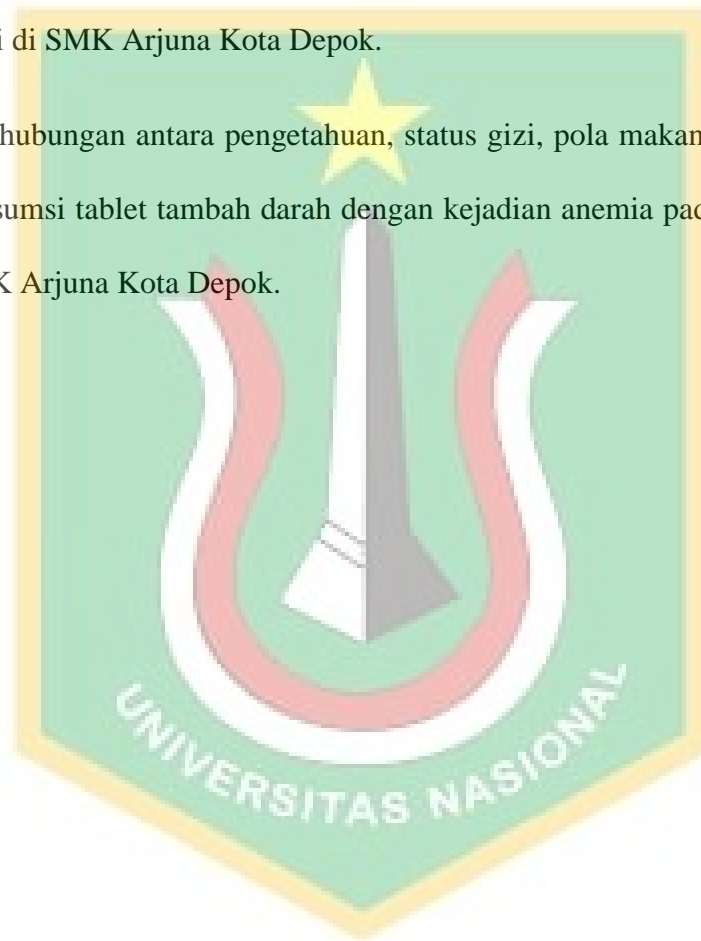 i di SMK Arjuna Kota Depok.
hubungan antara pengetahuan, status gizi, pola makan
sumsi tablet tambah darah dengan kejadian anemia pad
K Arjuna Kota Depok.
UNIVERSITAS NASIONAL